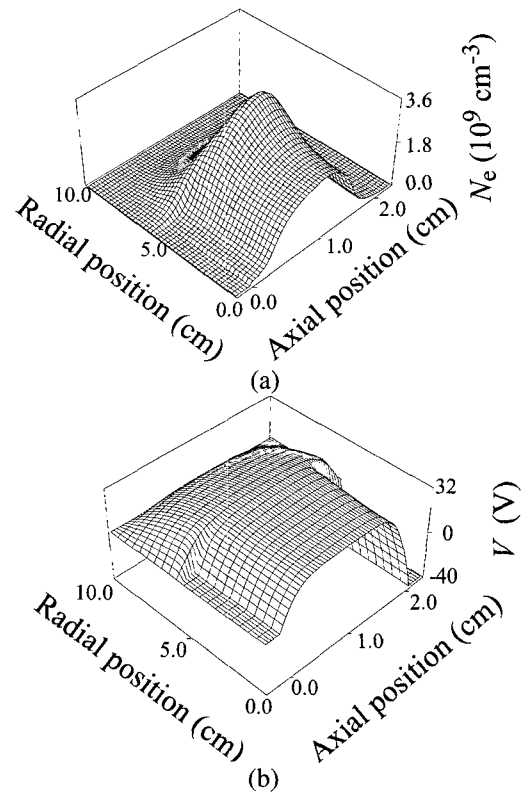 3.6
1.8
0.0
Nₑ (10⁹ cm⁻³)
10.0
5.0
0.0
Radial position (cm)
0.0
1.0
2.0
Axial position (cm)
(a)
32
0
-40
V (V)
10.0
5.0
0.0
Radial position (cm)
0.0
1.0
2.0
Axial position (cm)
(b)